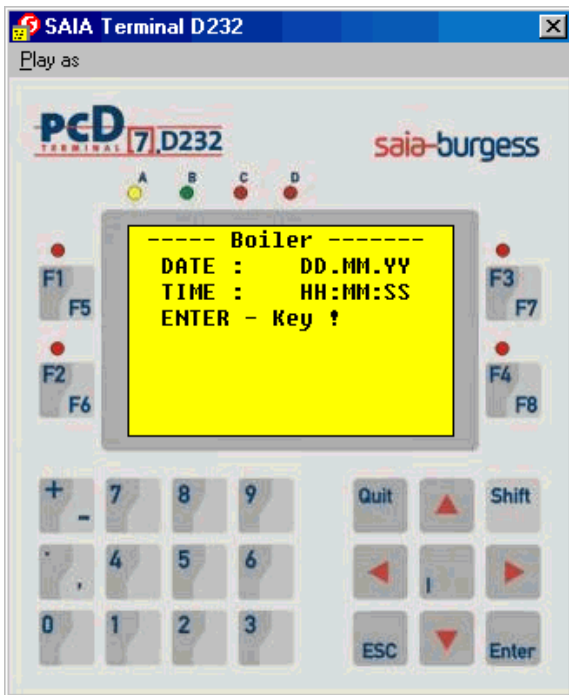 SAIA Terminal D232
Play as
PCD [7].D232
TERMINAL
saia-burgess
A B C D
----- Boiler -------
DATE : DD.MM.YY
TIME : HH:MM:SS
ENTER - Key !
F1
F5
F3
F7
F2
F6
F4
F8
+ - 7 8 9 Quit Shift
. , 4 5 6 I
0 1 2 3 ESC Enter